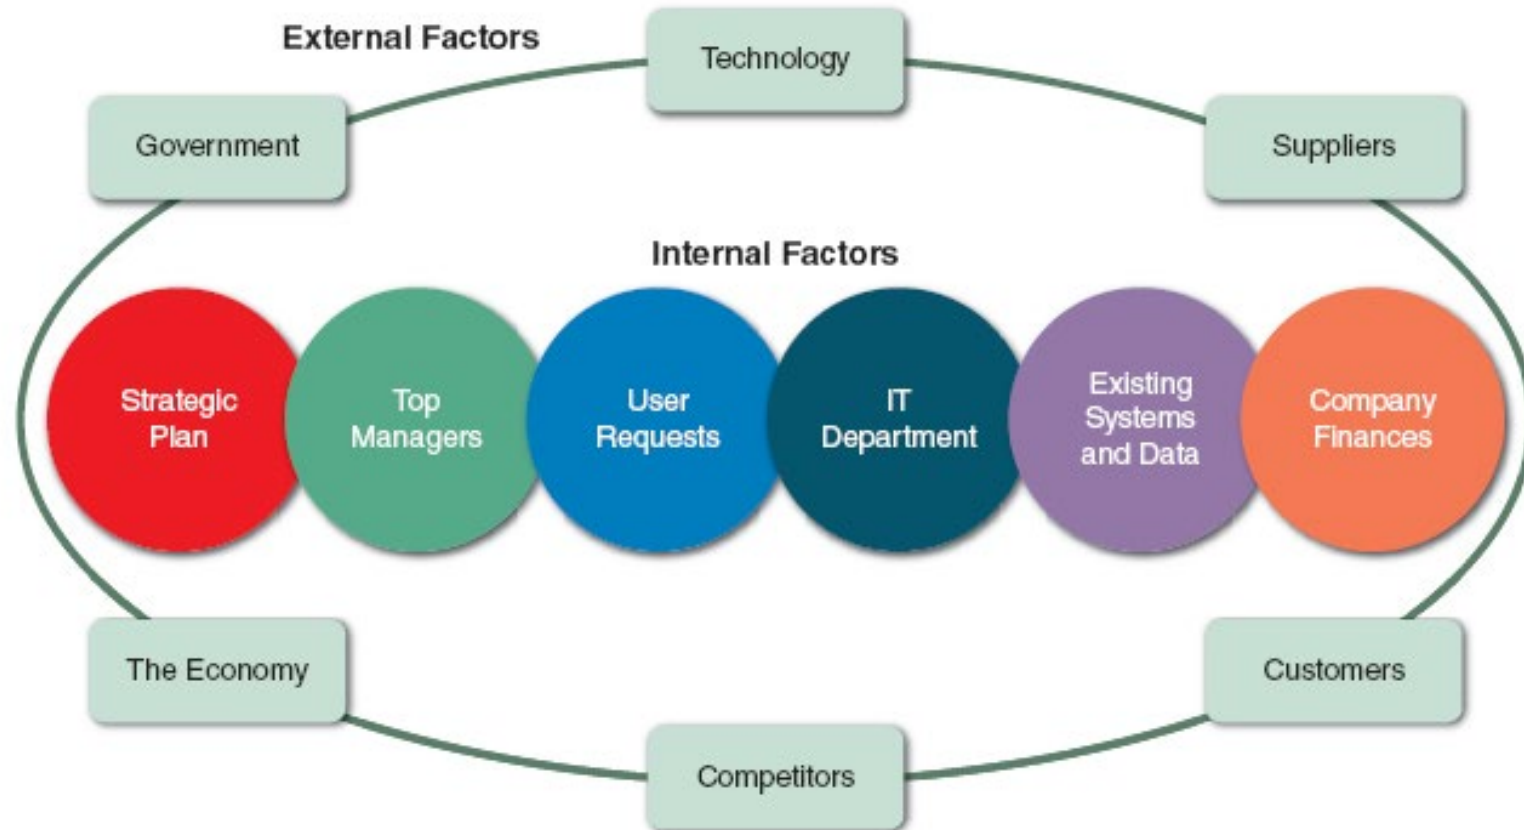 External Factors
Technology
Government
Suppliers
Internal Factors
Strategic
Plan
Top
Managers
User
Requests
IT
Department
Existing
Systems
and Data
Company
Finances
The Economy
Customers
Competitors